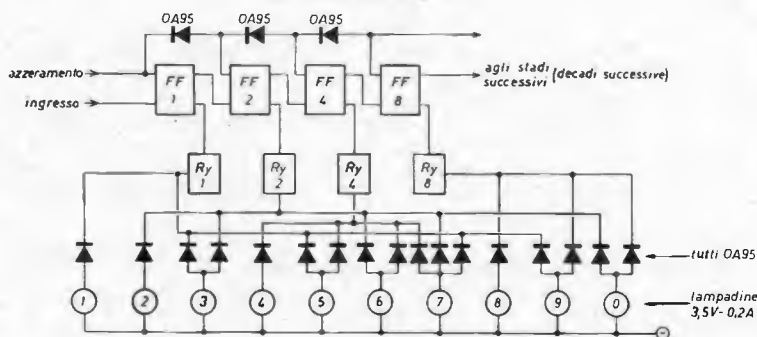 OA95 OA95 OA95
azzeramento
FF 1
FF 2
FF 4
FF 8
agli stadi successivi (decadi successive)
ingresso
Ry 1
Ry 2
Ry 4
Ry 8
tutti OA95
1 2 3 4 5 6 7 8 9 0
lampadine
3,5V-0,2A